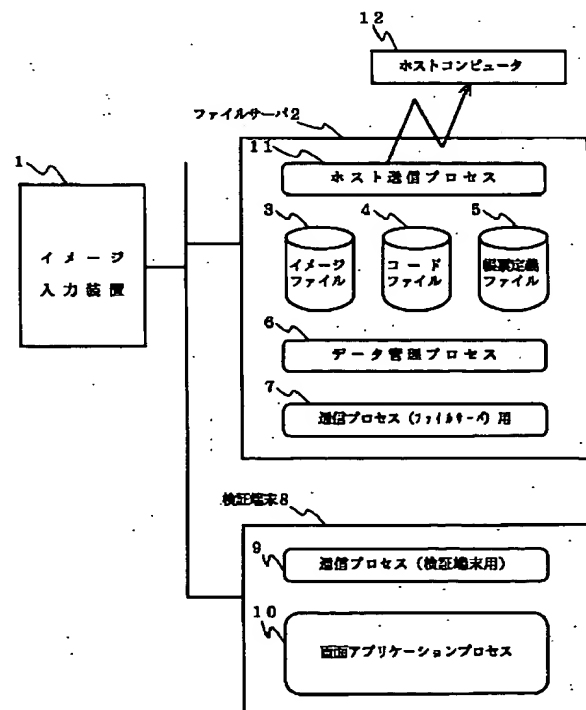 12
ホストコンピュータ
ファイルサーバ2
11
ホスト送信プロセス
1
イメージ
入力装置
3
イメージ
ファイル
4
コード
ファイル
5
帳票定義
ファイル
6
データ管理プロセス
7
通信プロセス(ファイルサーバ)用
検証端末8
9
通信プロセス(検証端末用)
10
画面アプリケーションプロセス